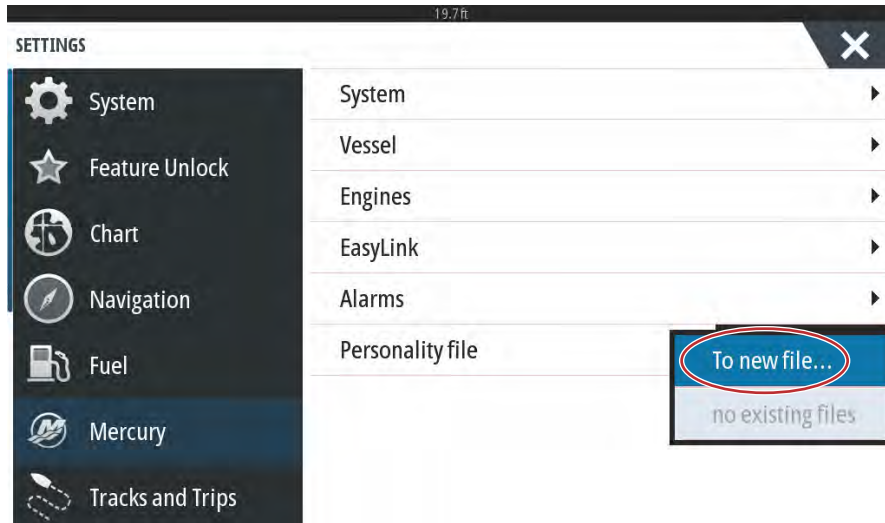 19.7 ft
SETTINGS
System
Feature Unlock
Chart
Navigation
Fuel
Mercury
Tracks and Trips
System
Vessel
Engines
EasyLink
Alarms
Personality file
To new file...
no existing files